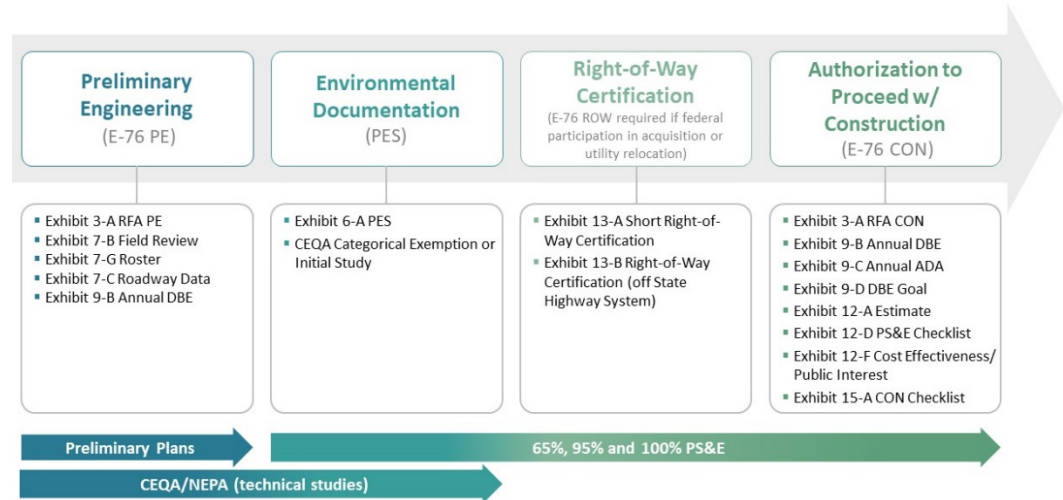 Preliminary
Engineering
(E-76 PE)
Environmental
Documentation
(PES)
Right-of-Way
Certification
(E-76 ROW required if federal
participation in acquisition or
utility relocation)
Authorization to
Proceed w/
Construction
(E-76 CON)
▪ Exhibit 3-A RFA PE
▪ Exhibit 7-B Field Review
▪ Exhibit 7-G Roster
▪ Exhibit 7-C Roadway Data
▪ Exhibit 9-B Annual DBE
▪ Exhibit 6-A PES
▪ CEQA Categorical Exemption or
Initial Study
▪ Exhibit 13-A Short Right-of-
Way Certification
▪ Exhibit 13-B Right-of-Way
Certification (off State
Highway System)
▪ Exhibit 3-A RFA CON
▪ Exhibit 9-B Annual DBE
▪ Exhibit 9-C Annual ADA
▪ Exhibit 9-D DBE Goal
▪ Exhibit 12-A Estimate
▪ Exhibit 12-D PS&E Checklist
▪ Exhibit 12-F Cost Effectiveness/
Public Interest
▪ Exhibit 15-A CON Checklist
Preliminary Plans
65%, 95% and 100% PS&E
CEQA/NEPA (technical studies)